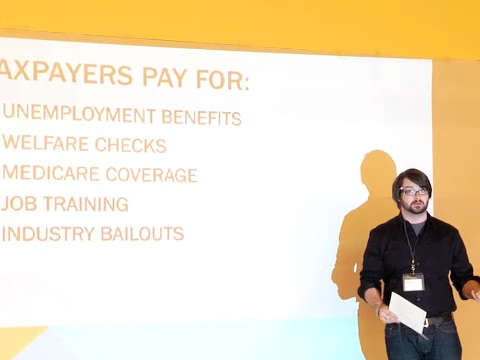 AXPAYERS PAY FOR:
UNEMPLOYMENT BENEFITS
WELFARE CHECKS
MEDICARE COVERAGE
JOB TRAINING
INDUSTRY BAILOUTS